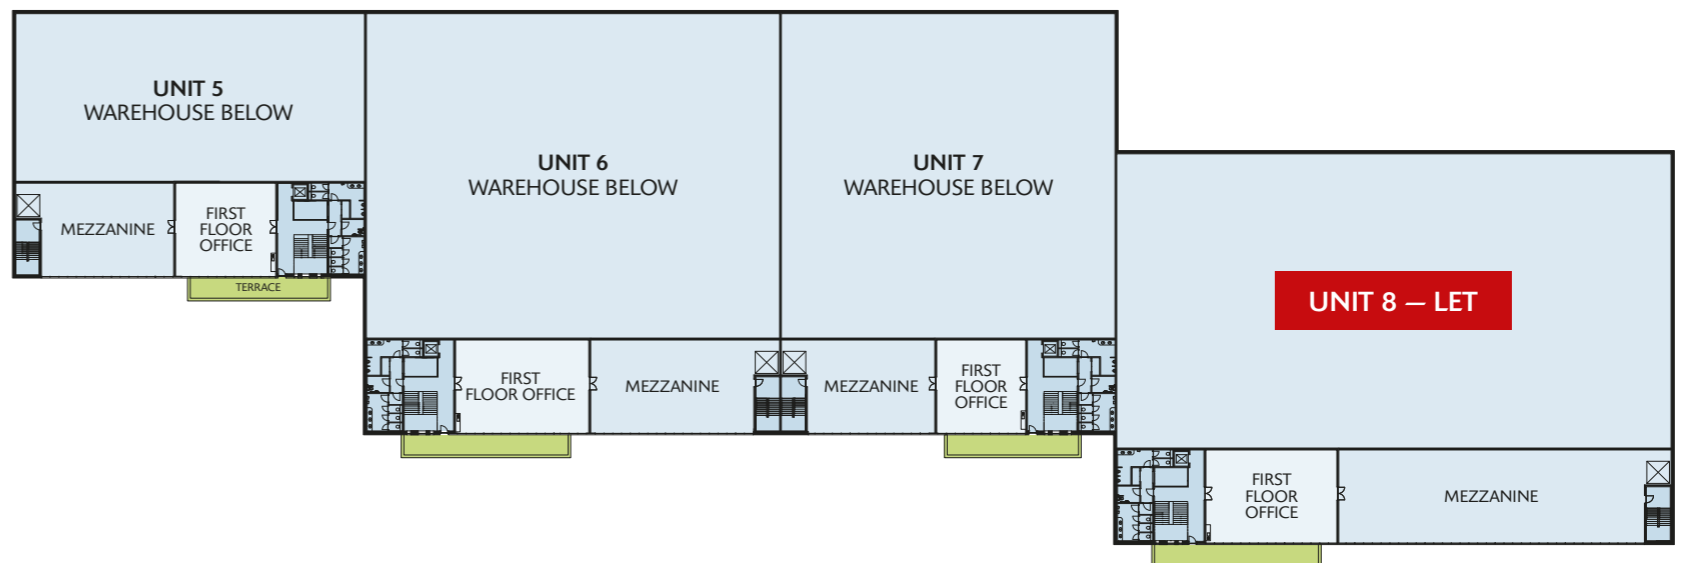 UNIT 5
WAREHOUSE BELOW
MEZZANINE
FIRST
FLOOR
OFFICE
TERRACE
UNIT 6
WAREHOUSE BELOW
FIRST
FLOOR OFFICE
MEZZANINE
UNIT 7
WAREHOUSE BELOW
MEZZANINE
FIRST
FLOOR
OFFICE
UNIT 8 — LET
FIRST
FLOOR
OFFICE
MEZZANINE